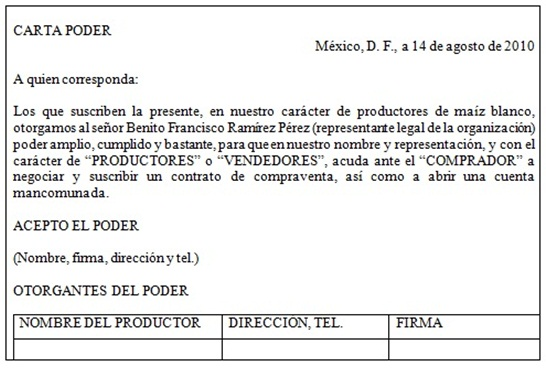 CARTA PODER
México, D. F., a 14 de agosto de 2010
A quien corresponda:
Los que suscriben la presente, en nuestro carácter de productores de maíz blanco,
otorgamos al señor Benito Francisco Ramírez Pérez (representante legal de la organización)
poder amplio, cumplido y bastante, para que en nuestro nombre y representación, y con el
carácter de “PRODUCTORES” o “VENDEDORES”, acuda ante el “COMPRADOR” a
negociar y suscribir un contrato de compraventa, así como a abrir una cuenta
mancomunada.
ACEPTO EL PODER
(Nombre, firma, dirección y tel.)
OTORGANTES DEL PODER
NOMBRE DEL PRODUCTOR DIRECCION, TEL. FIRMA